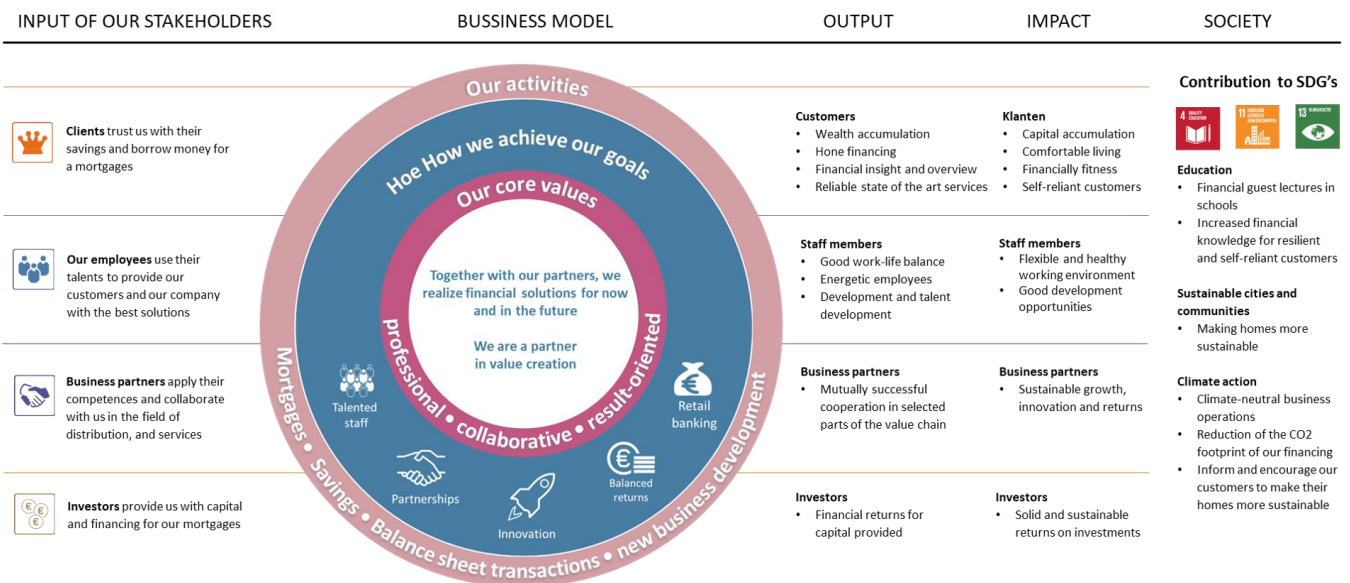 INPUT OF OUR STAKEHOLDERS
BUSSINESS MODEL
OUTPUT
IMPACT
SOCIETY
Clients trust us with their
savings and borrow money for
a mortgages
Our employees use their
talents to provide our
customers and our company
with the best solutions
Business partners apply their
competences and collaborate
with us in the field of
distribution, and services
Investors provide us with capital
and financing for our mortgages
Our activities
Hoe How we achieve our goals
Our core values
Together with our partners, we
realize financial solutions for now
and in the future
We are a partner
in value creation
professional • collaborative • result-oriented
Talented
staff
Partnerships
Innovation
Balanced
returns
Retail
banking
Mortgages • Savings • Balance sheet transactions • new business development
Customers
• Wealth accumulation
• Hone financing
• Financial insight and overview
• Reliable state of the art services
Staff members
• Good work-life balance
• Energetic employees
• Development and talent
development
Business partners
• Mutually successful
cooperation in selected
parts of the value chain
Investors
• Financial returns for
capital provided
Klanten
• Capital accumulation
• Comfortable living
• Financially fitness
• Self-reliant customers
Staff members
• Flexible and healthy
working environment
• Good development
opportunities
Business partners
• Sustainable growth,
innovation and returns
Investors
• Solid and sustainable
returns on investments
Contribution to SDG's
4 QUALITY
EDUCATION
11
13 KLIMAATACTIE
Education
• Financial guest lectures in
schools
• Increased financial
knowledge for resilient
and self-reliant customers
Sustainable cities and
communities
• Making homes more
sustainable
Climate action
• Climate-neutral business
operations
• Reduction of the CO2
footprint of our financing
• Inform and encourage our
customers to make their
homes more sustainable